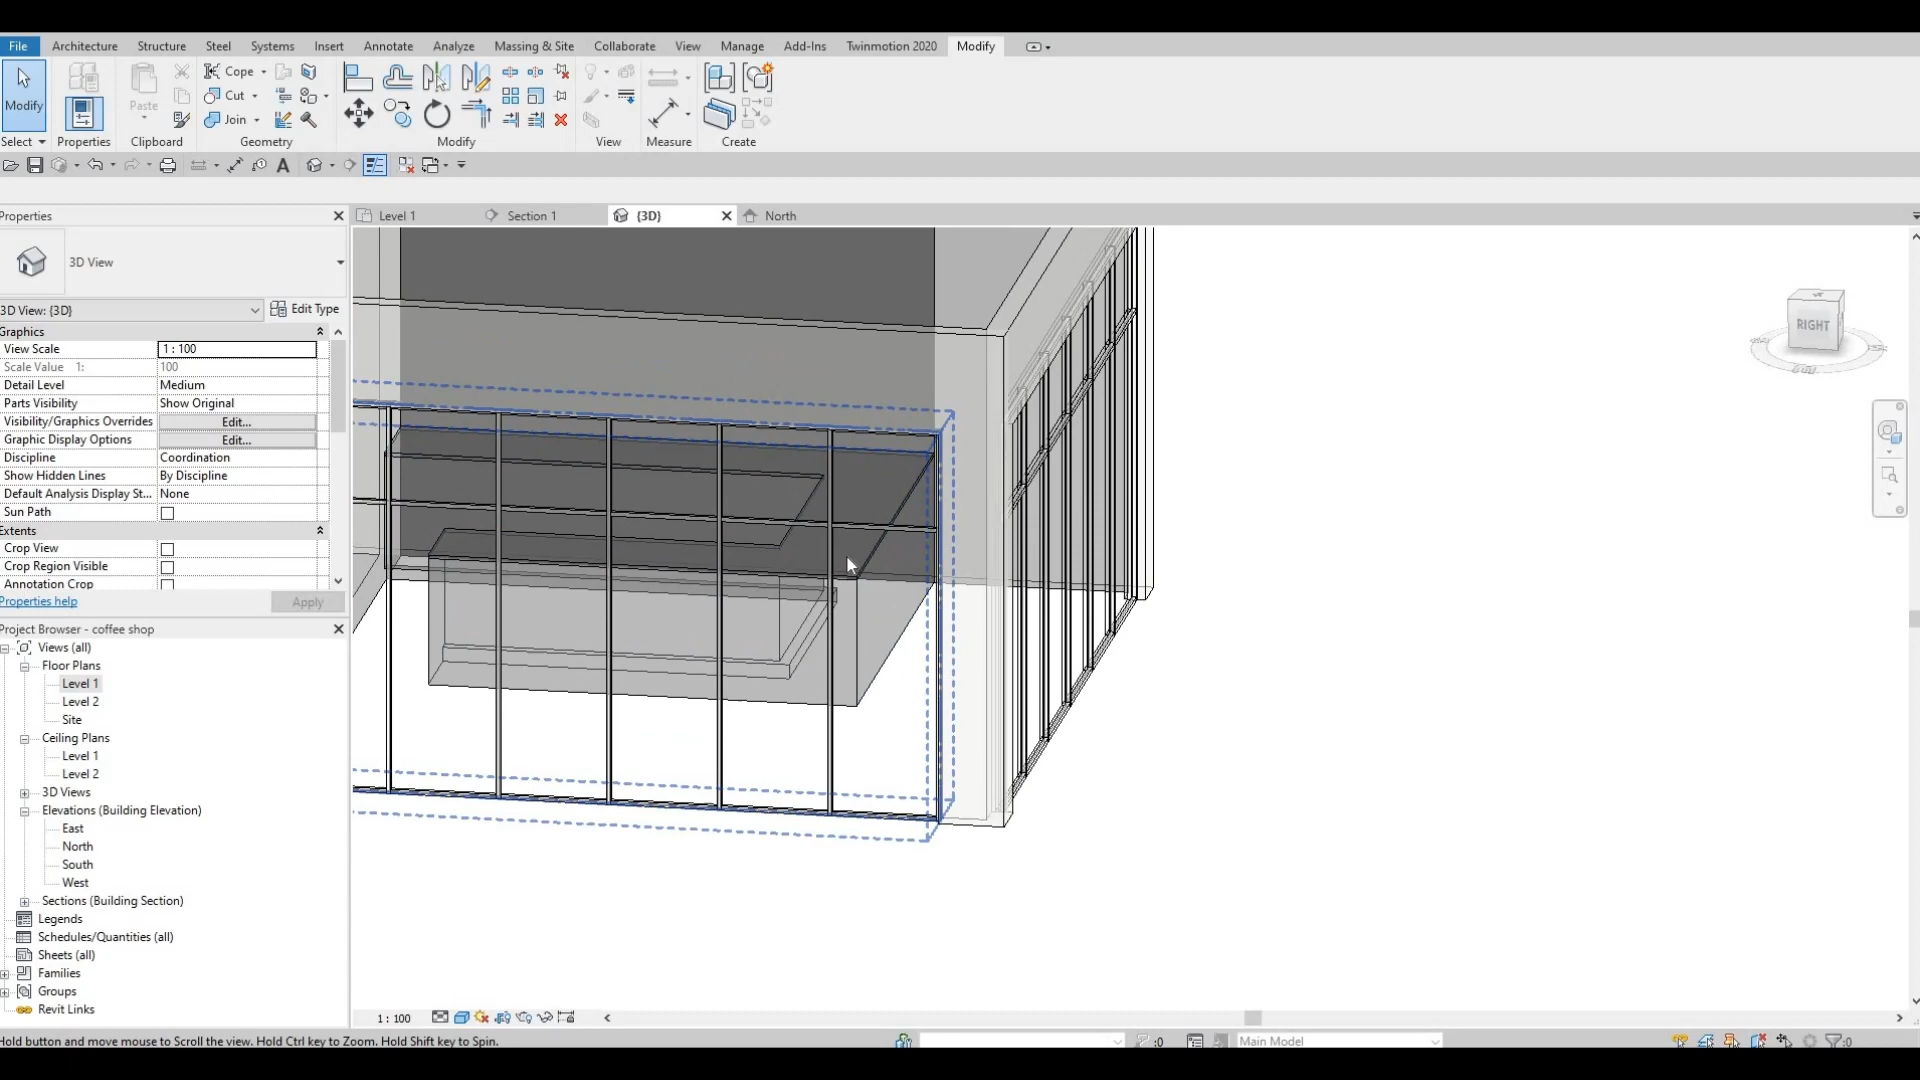 File Architecture Structure Steel Systems Insert Annotate Analyze Massing & Site Collaborate View Manage Add-Ins Twinmotion 2020 Modify
Modify
Paste
Cope
Cut
Join
Select Properties Clipboard Geometry Modify View Measure Create
A
Properties
Level 1
Section 1
{3D}
North
3D View
3D View: {3D}
Edit Type
Graphics
View Scale 1 : 100
Scale Value 1: 100
Detail Level Medium
Parts Visibility Show Original
Visibility/Graphics Overrides Edit...
Graphic Display Options Edit...
Discipline Coordination
Show Hidden Lines By Discipline
Default Analysis Display St... None
Sun Path
Extents
Crop View
Crop Region Visible
Annotation Crop
Properties help
Apply
Project Browser - coffee shop
Views (all)
Floor Plans
Level 1
Level 2
Site
Ceiling Plans
Level 1
Level 2
3D Views
Elevations (Building Elevation)
East
North
South
West
Sections (Building Section)
Legends
Schedules/Quantities (all)
Sheets (all)
Families
Groups
Revit Links
RIGHT
1 : 100
Hold button and move mouse to Scroll the view. Hold Ctrl key to Zoom. Hold Shift key to Spin.
:0
Main Model
:0